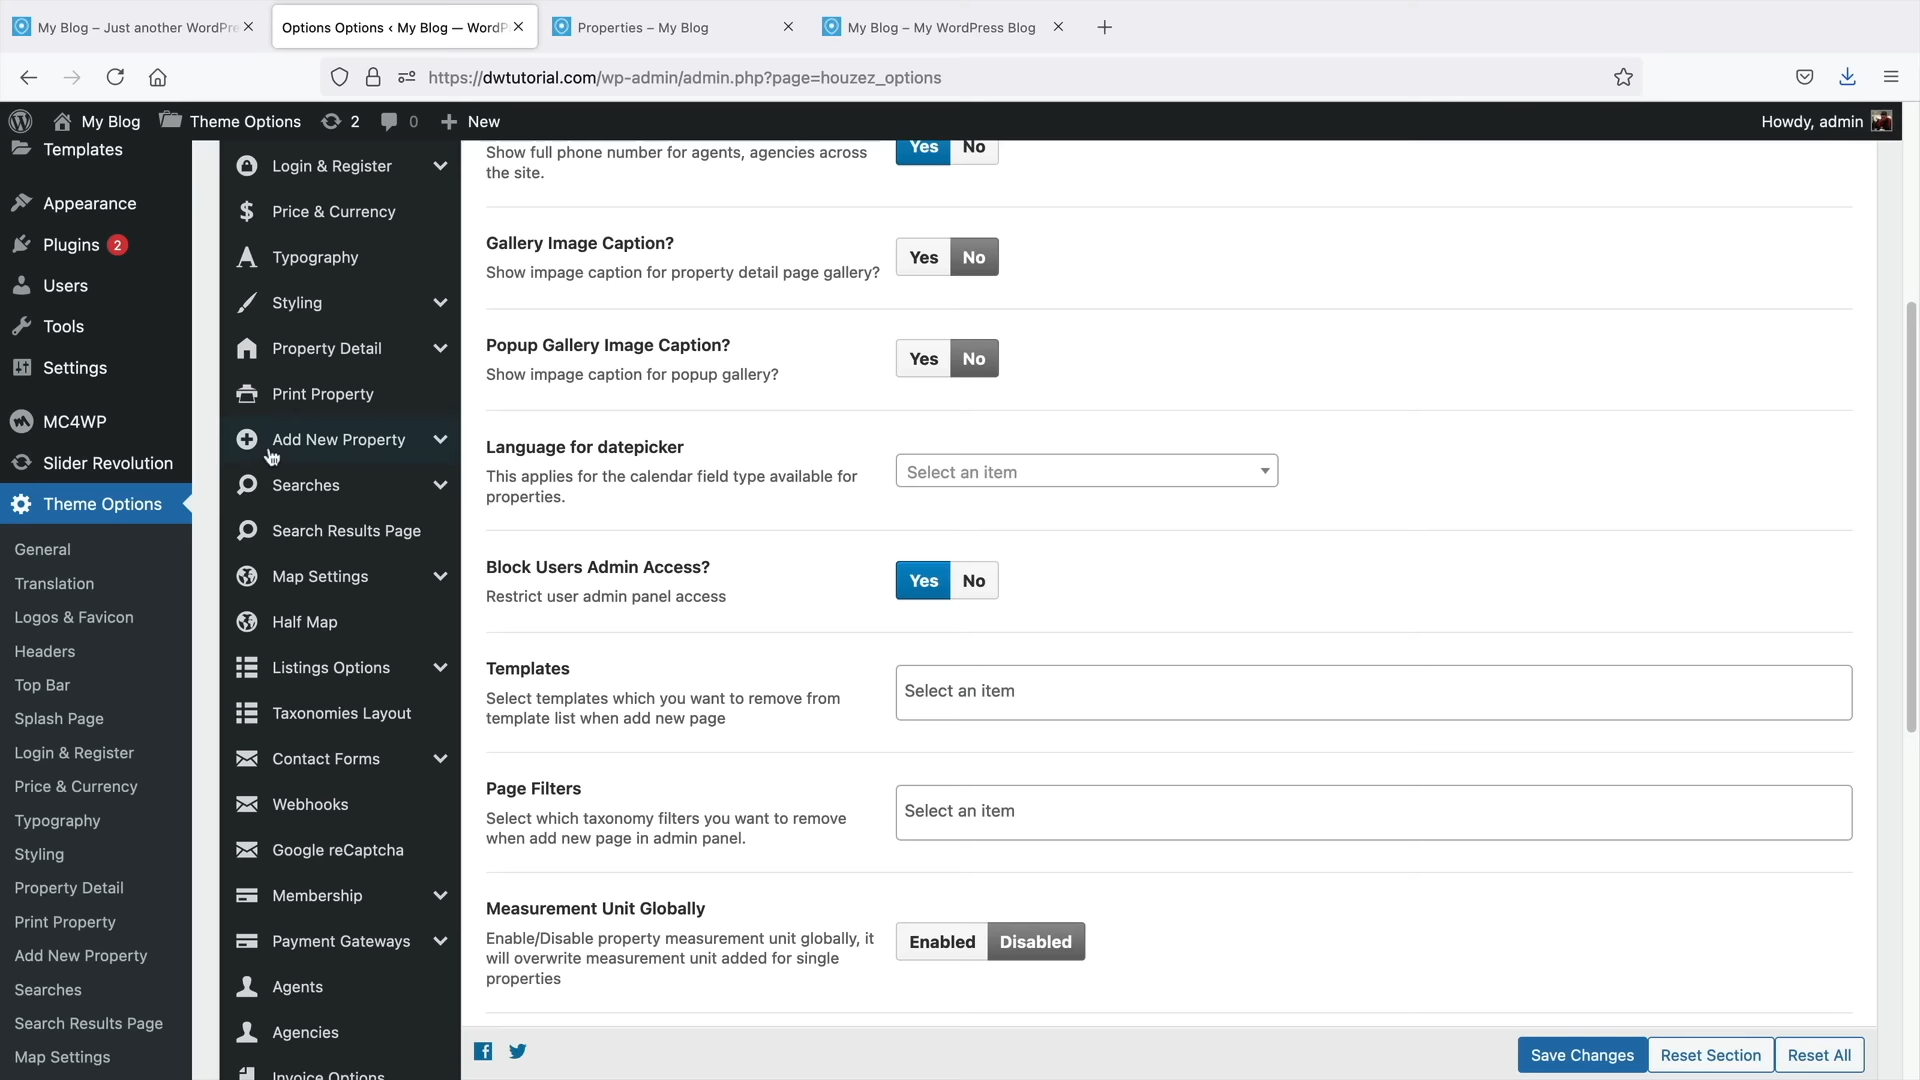 My Blog – Just another WordPre
Options Options ‹ My Blog — WordP
Properties – My Blog
My Blog – My WordPress Blog
https://dwtutorial.com/wp-admin/admin.php?page=houzez_options
My Blog
Theme Options
2
0
New
Howdy, admin
Templates
Appearance
Plugins 2
Users
Tools
Settings
MC4WP
Slider Revolution
Theme Options
General
Translation
Logos & Favicon
Headers
Top Bar
Splash Page
Login & Register
Price & Currency
Typography
Styling
Property Detail
Print Property
Add New Property
Searches
Search Results Page
Map Settings
Login & Register
Price & Currency
Typography
Styling
Property Detail
Print Property
Add New Property
Searches
Search Results Page
Map Settings
Half Map
Listings Options
Taxonomies Layout
Contact Forms
Webhooks
Google reCaptcha
Membership
Payment Gateways
Agents
Agencies
Invoice Options
Show full phone number for agents, agencies across
the site.
Yes No
Gallery Image Caption?
Show impage caption for property detail page gallery?
Yes No
Popup Gallery Image Caption?
Show impage caption for popup gallery?
Yes No
Language for datepicker
This applies for the calendar field type available for
properties.
Select an item
Block Users Admin Access?
Restrict user admin panel access
Yes No
Templates
Select templates which you want to remove from
template list when add new page
Select an item
Page Filters
Select which taxonomy filters you want to remove
when add new page in admin panel.
Select an item
Measurement Unit Globally
Enable/Disable property measurement unit globally, it
will overwrite measurement unit added for single
properties
Enabled Disabled
Save Changes
Reset Section
Reset All